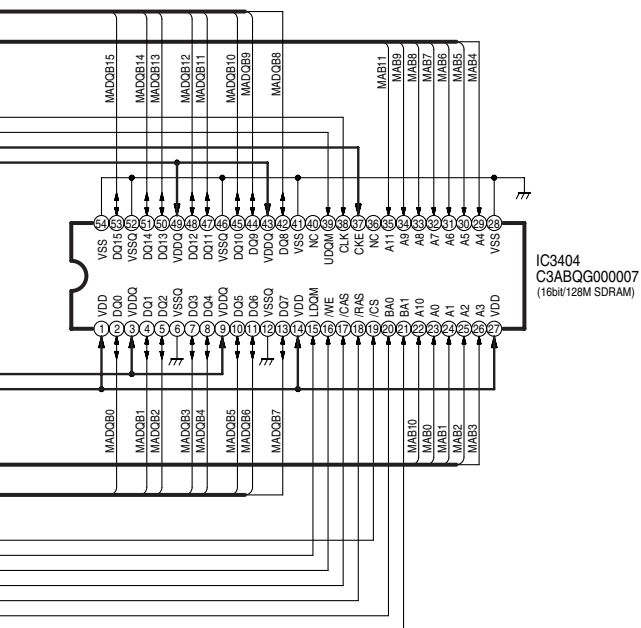 MADQB15
MADQB14
MADQB13
MADQB12
MADQB11
MADQB10
MADQB9
MADQB8
MAB11
MAB9
MAB8
MAB7
MAB6
MAB5
MAB4
54 53 52 51 50 49 48 47 46 45 44 43 42 41 40 39 38 37 36 35 34 33 32 31 30 29 28
VSS
DQ15
VSSQ
DQ14
DQ13
VDDQ
DQ12
DQ11
VSSQ
DQ10
DQ9
VDDQ
DQ8
VSS
NC
UDQM
CLK
CKE
NC
A11
A9
A8
A7
A6
A5
A4
VSS
IC3404
C3ABQG000007
(16bit/128M SDRAM)
VDD
DQ0
VDDQ
DQ1
DQ2
VSSQ
DQ3
DQ4
VDDQ
DQ5
DQ6
VSSQ
DQ7
VDD
LDQM
/WE
/CAS
/RAS
/CS
BA0
BA1
A10
A0
A1
A2
A3
VDD
1 2 3 4 5 6 7 8 9 10 11 12 13 14 15 16 17 18 19 20 21 22 23 24 25 26 27
MADQB0
MADQB1
MADQB2
MADQB3
MADQB4
MADQB5
MADQB6
MADQB7
MAB10
MAB0
MAB1
MAB2
MAB3